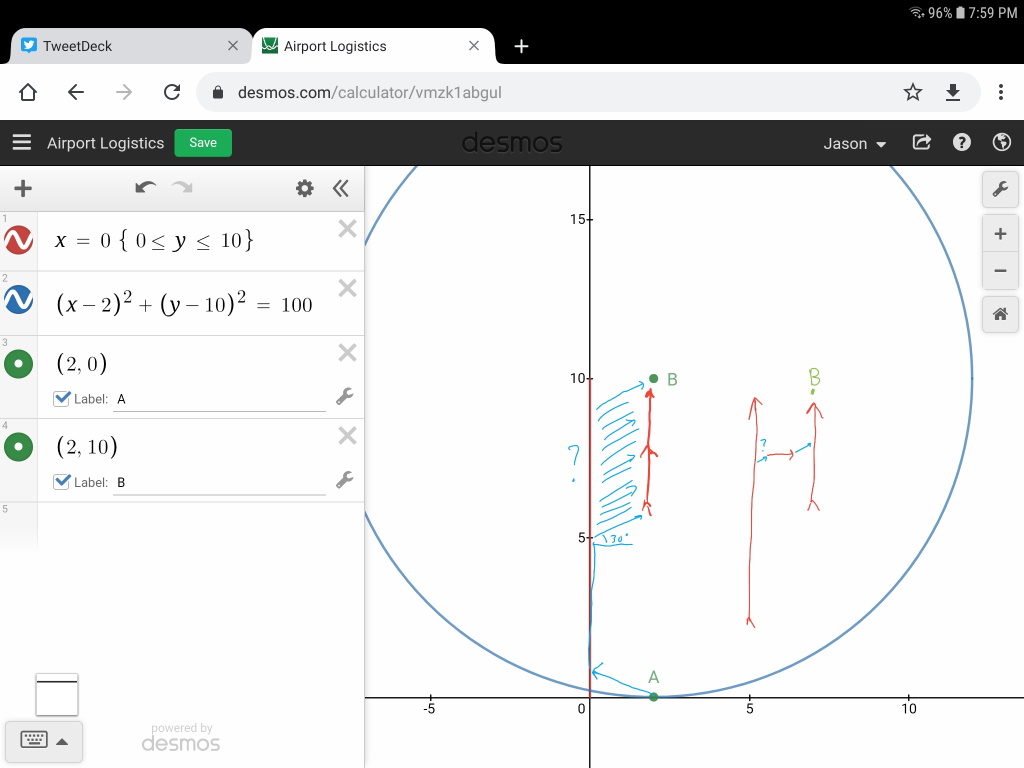 96% 7:59 PM
TweetDeck
Airport Logistics
desmos.com/calculator/vmzk1abgul
Airport Logistics
Save
desmos
Jason
1
x = 0 { 0 ≤ y ≤ 10}
2
(x − 2)² + (y − 10)² = 100
3
(2, 0)
Label: A
4
(2, 10)
Label: B
5
powered by
desmos
15
10
B
B
?
?
5
30°
A
-5
0
5
10